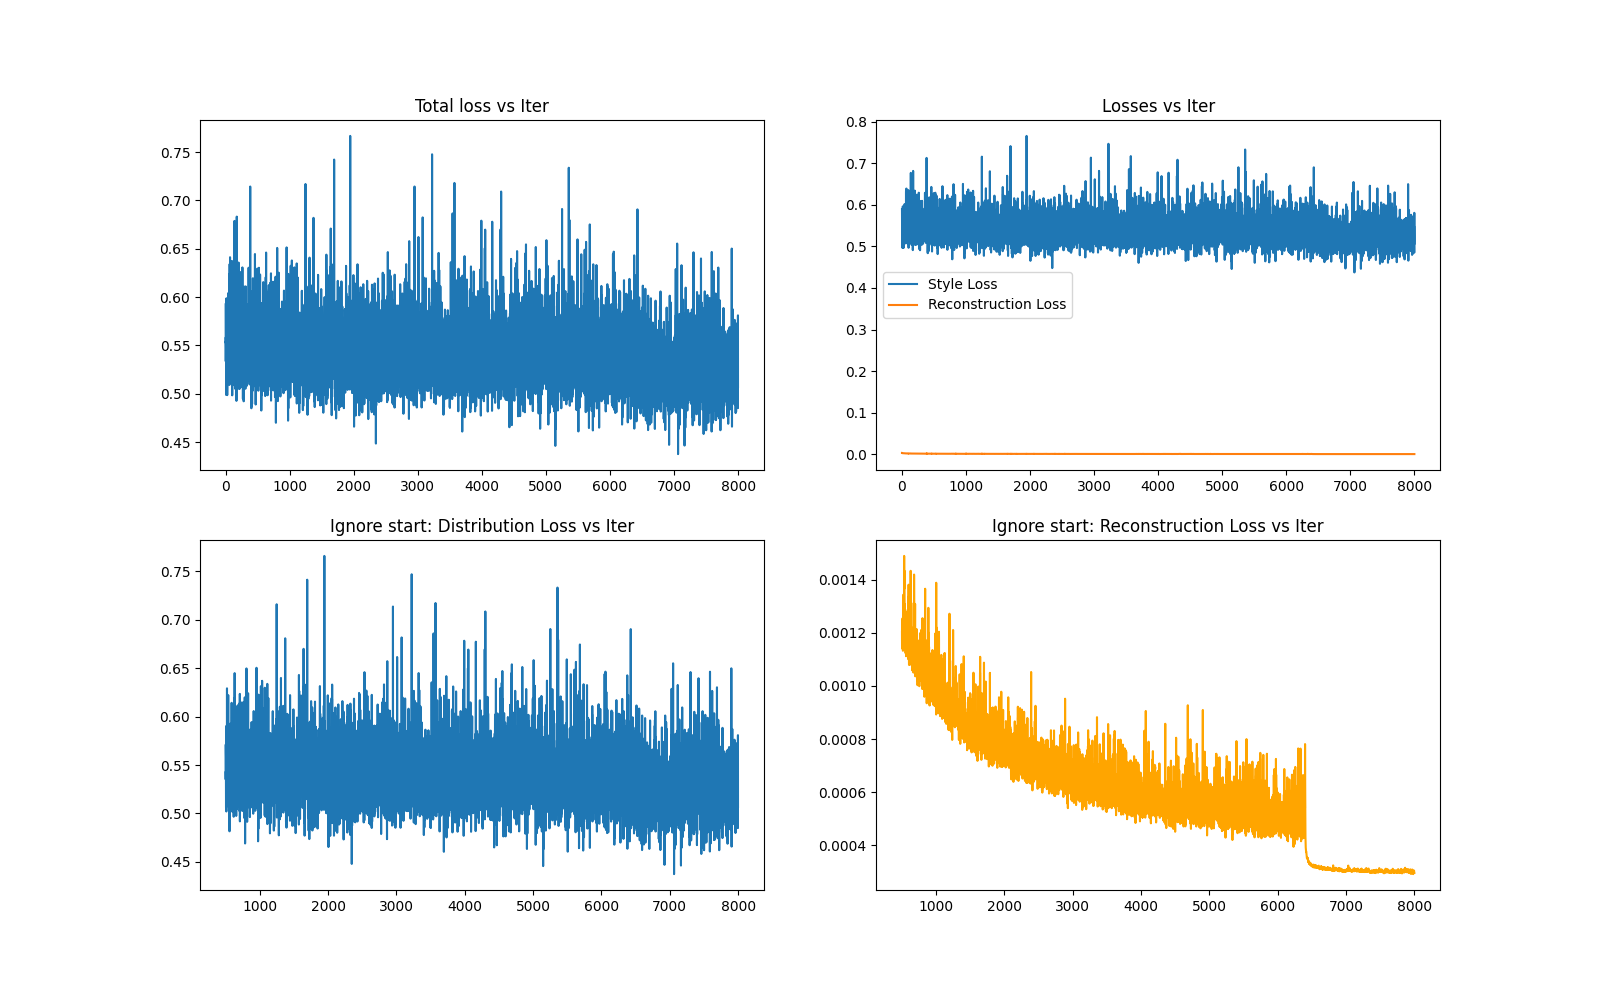 Total loss vs Iter
0.75
0.70
0.65
0.60
0.55
0.50
0.45
0 1000 2000 3000 4000 5000 6000 7000 8000
Losses vs Iter
0.8
0.7
0.6
0.5
0.4
0.3
0.2
0.1
0.0
Style Loss
Reconstruction Loss
0 1000 2000 3000 4000 5000 6000 7000 8000
Ignore start: Distribution Loss vs Iter
0.75
0.70
0.65
0.60
0.55
0.50
0.45
1000 2000 3000 4000 5000 6000 7000 8000
Ignore start: Reconstruction Loss vs Iter
0.0014
0.0012
0.0010
0.0008
0.0006
0.0004
1000 2000 3000 4000 5000 6000 7000 8000